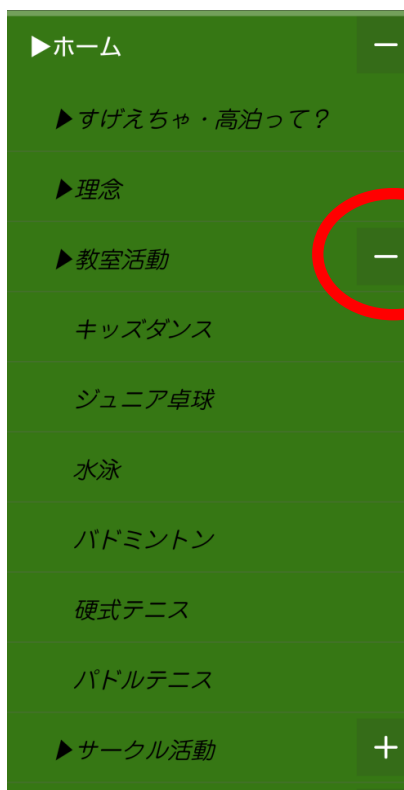 ▶ホーム
▶すげえちゃ・高泊って？
▶理念
▶教室活動
キッズダンス
ジュニア卓球
水泳
バドミントン
硬式テニス
パドルテニス
▶サークル活動